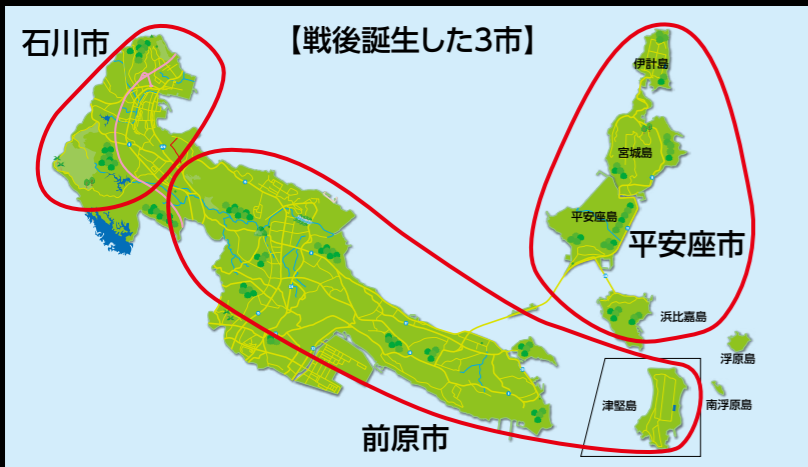 【戦後誕生した3市】
石川市
伊計島
宮城島
平安座島
平安座市
浜比嘉島
浮原島
津堅島
南浮原島
前原市